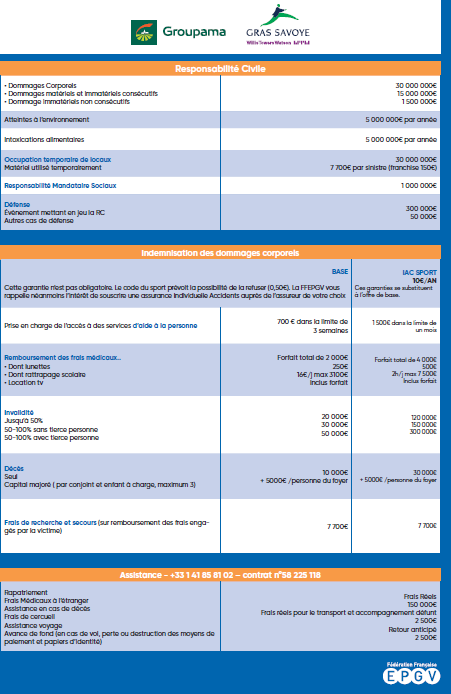 Groupama
GRAS SAVOYE
Willis Towers Watson
Responsabilité Civile
• Dommages Corporels 30 000 000€
• Dommages matériels et immatériels consécutifs 15 000 000€
• Dommage immatériels non consécutifs 1 500 000€
Atteintes à l'environnement 5 000 000€ par année
Intoxications alimentaires 5 000 000€ par année
Occupation temporaire de locaux 30 000 000€
Matériel utilisé temporairement 7 700€ par sinistre (franchise 150€)
Responsabilité Mandataire Sociaux 1 000 000€
Défense
Évènement mettant en jeu la RC 300 000€
Autres cas de défense 50 000€
Indemnisation des dommages corporels
BASE IAC SPORT
10€/AN
Cette garantie n'est pas obligatoire. Le code du sport prévoit la possibilité de la refuser (0,50€). La FFEPGV vous
rappelle néanmoins l'intérêt de souscrire une assurance Individuelle Accidents auprès de l'assureur de votre choix
Ces garanties se substituent
à l'offre de base.
Prise en charge de l'accès à des services d'aide à la personne
700 € dans la limite de
3 semaines
1 500€ dans la limite de
un mois
Remboursement des frais médicaux... Forfait total de 2 000€ Forfait total de 4 000€
• Dont lunettes 250€ 500€
• Dont rattrapage scolaire 16€/j max 3100€ 2h/j max 7 500€
• Location tv Inclus forfait Inclus forfait
Invalidité
Jusqu'à 50% 20 000€ 120 000€
50-100% sans tierce personne 30 000€ 150 000€
50-100% avec tierce personne 50 000€ 300 000€
Décès
Seul 10 000€ 30 000€
Capital majoré ( par conjoint et enfant à charge, maximum 3) + 5000€ /personne du foyer + 5000€ /personne du foyer
Frais de recherche et secours (sur remboursement des frais enga-
gés par la victime) 7 700€ 7 700€
Assistance - +33 1 41 85 81 02 – contrat n°58 225 118
Rapatriement Frais Réels
Frais Médicaux à l'étranger 150 000€
Assistance en cas de décès Frais réels pour le transport et accompagnement défunt
Frais de cercueil 2 500€
Assistance voyage Retour anticipé
Avance de fond (en cas de vol, perte ou destruction des moyens de 2 500€
paiement et papiers d'identité)
Fédération Française
EPGV